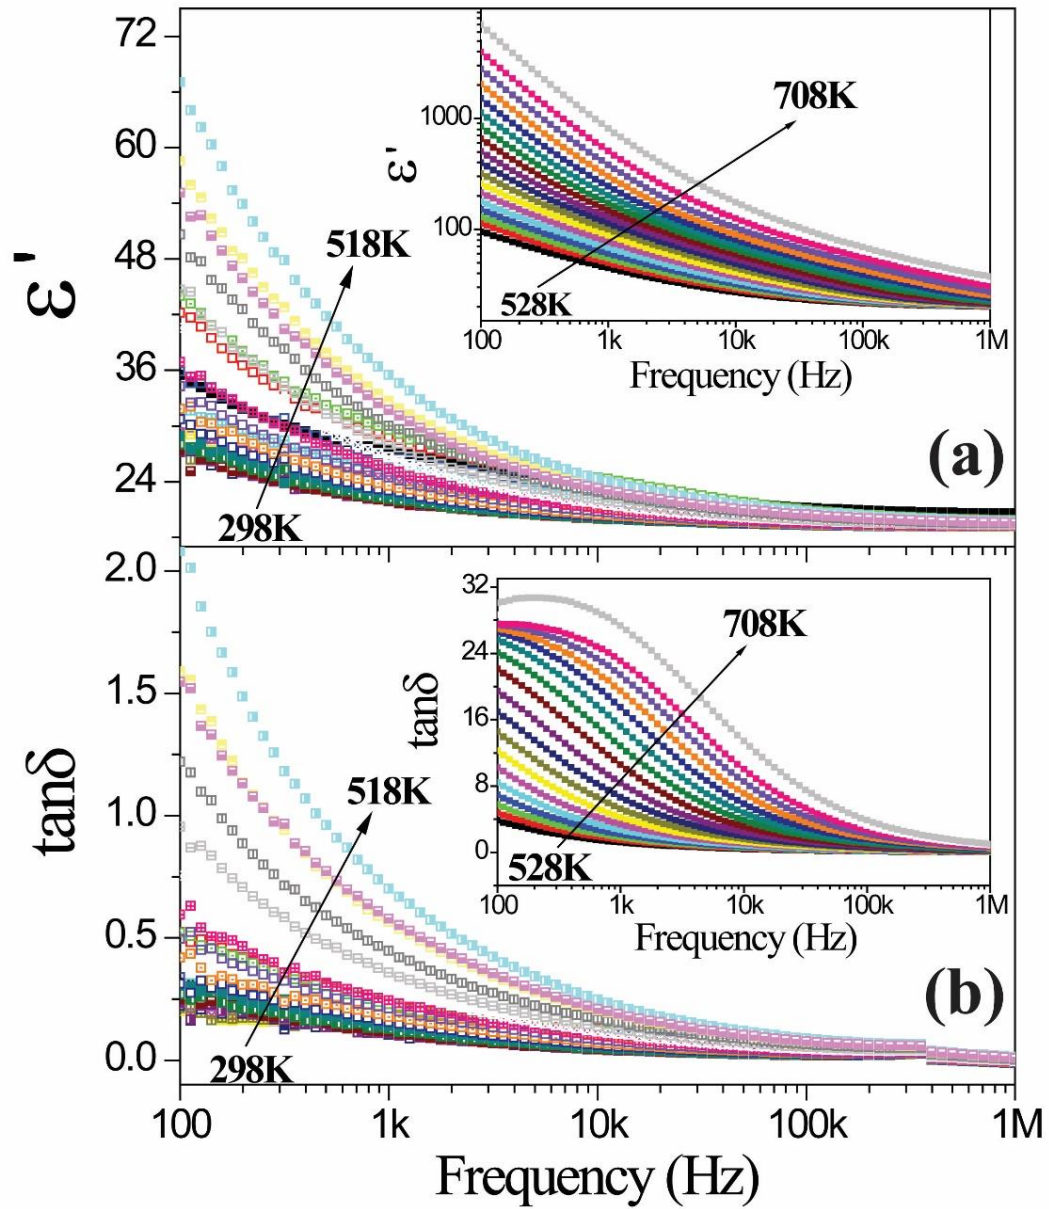 72
60
48
36
24
ε'
518K
298K
(a)
1000
100
ε'
708K
528K
100 1k 10k 100k 1M
Frequency (Hz)
2.0
1.5
1.0
0.5
0.0
tanδ
518K
298K
(b)
32
24
16
8
0
tanδ
708K
528K
100 1k 10k 100k 1M
Frequency (Hz)
100 1k 10k 100k 1M
Frequency (Hz)